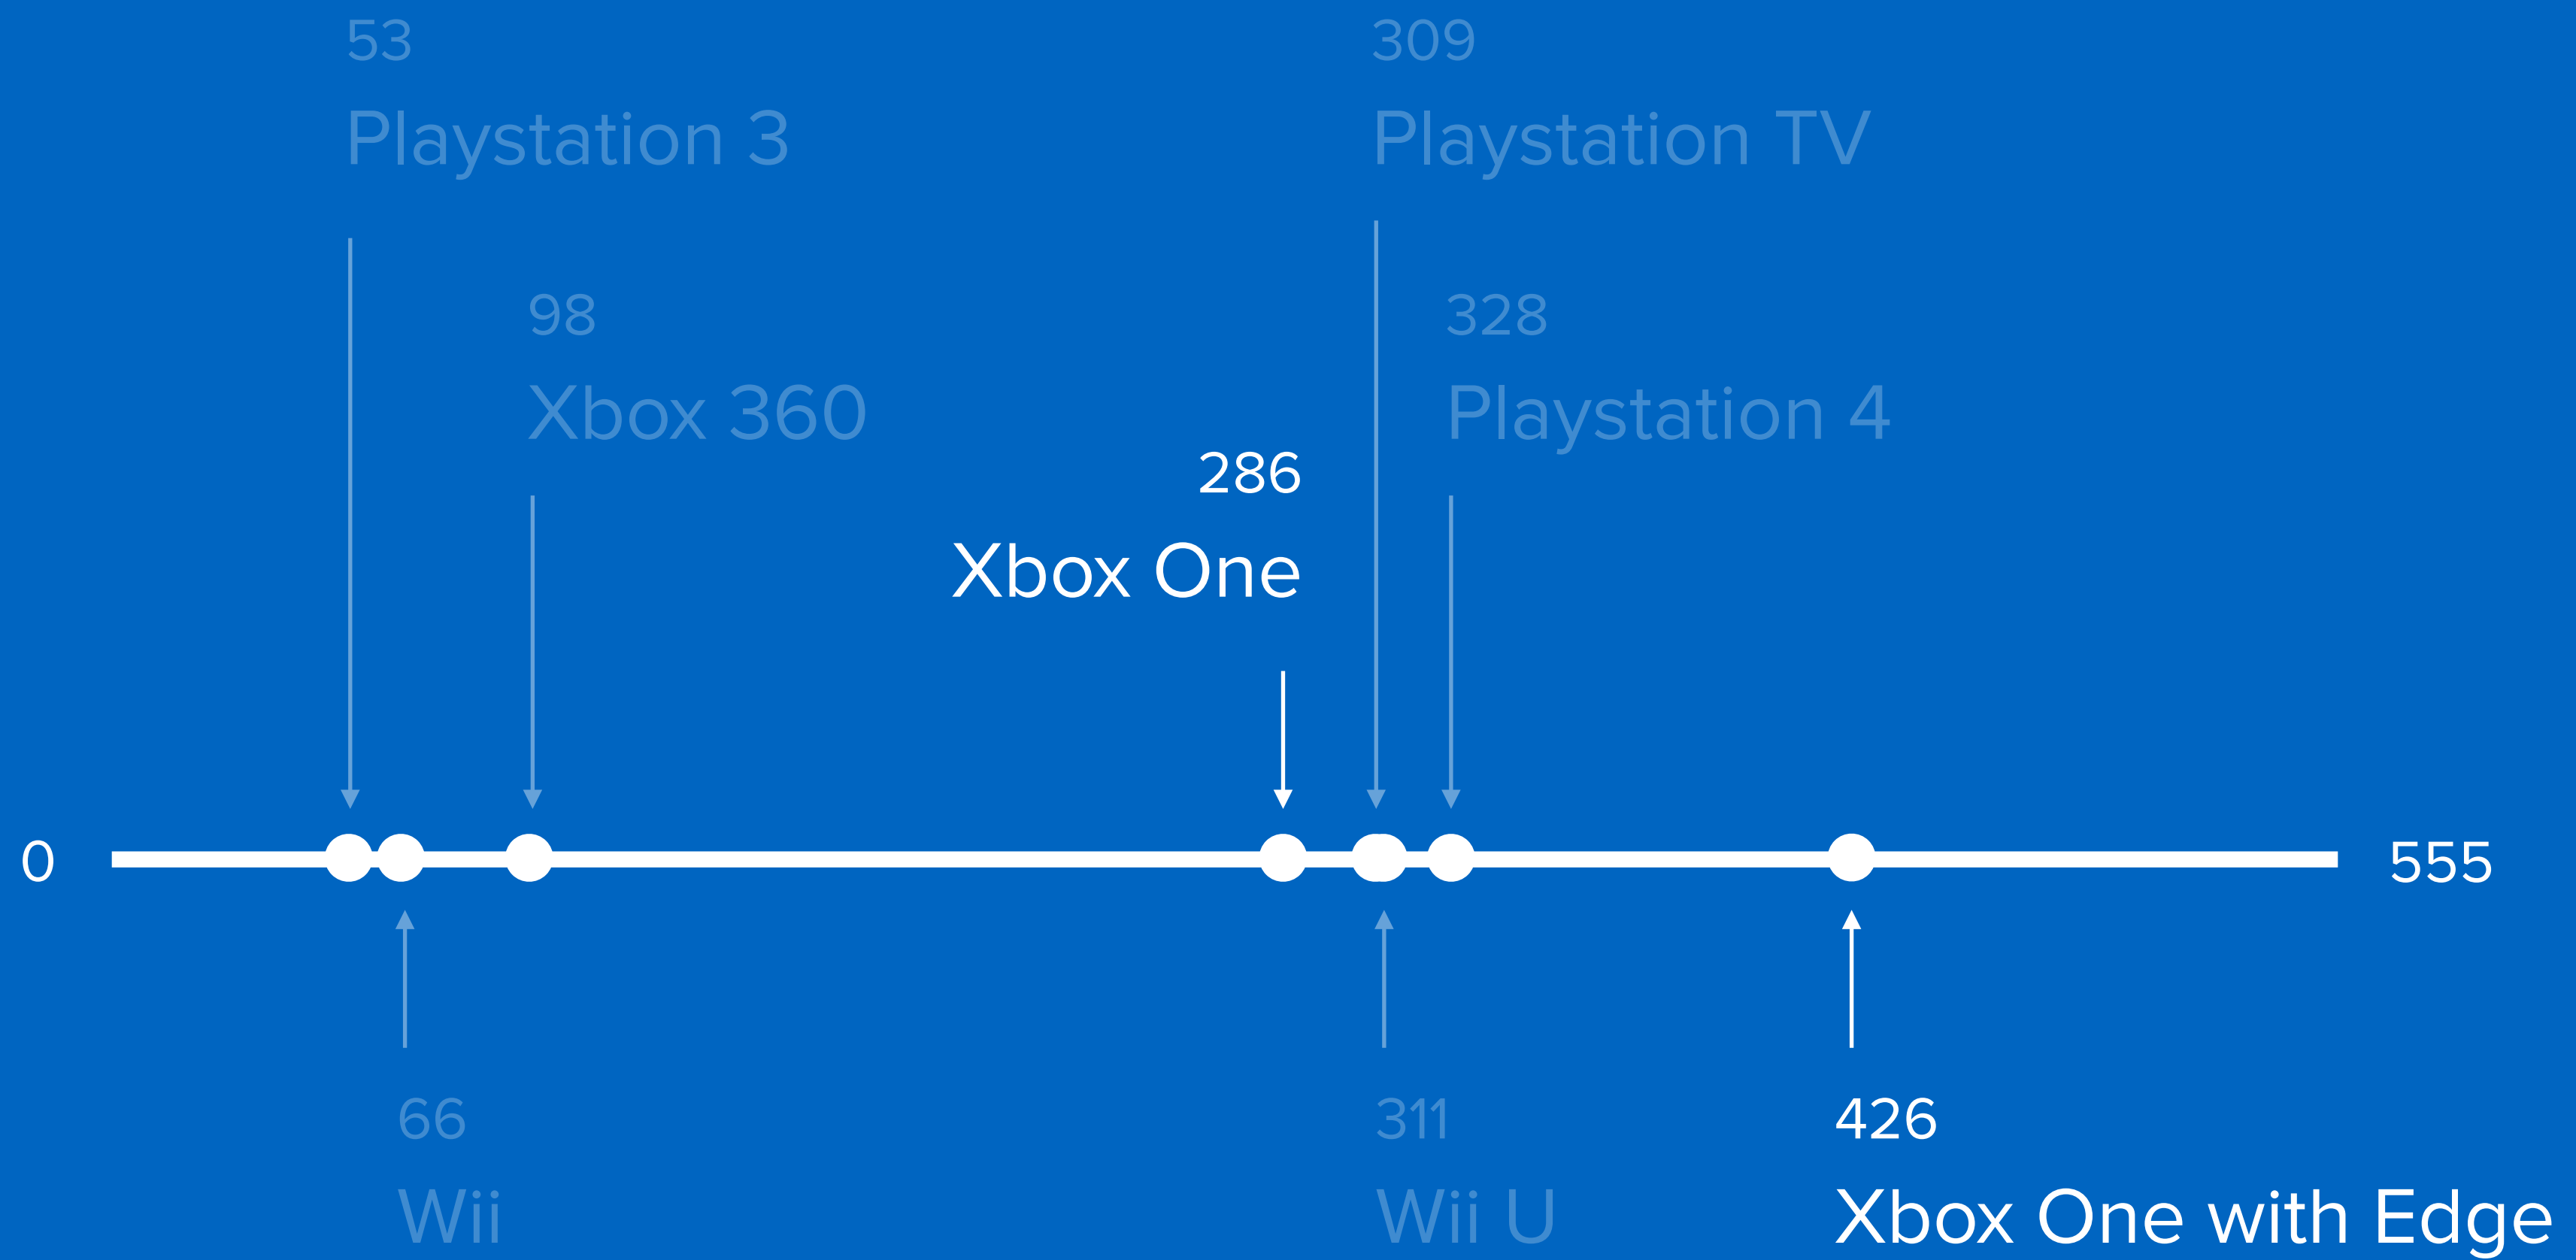 53
Playstation 3
309
Playstation TV
98
Xbox 360
328
Playstation 4
286
Xbox One
0
555
66
Wii
311
Wii U
426
Xbox One with Edge